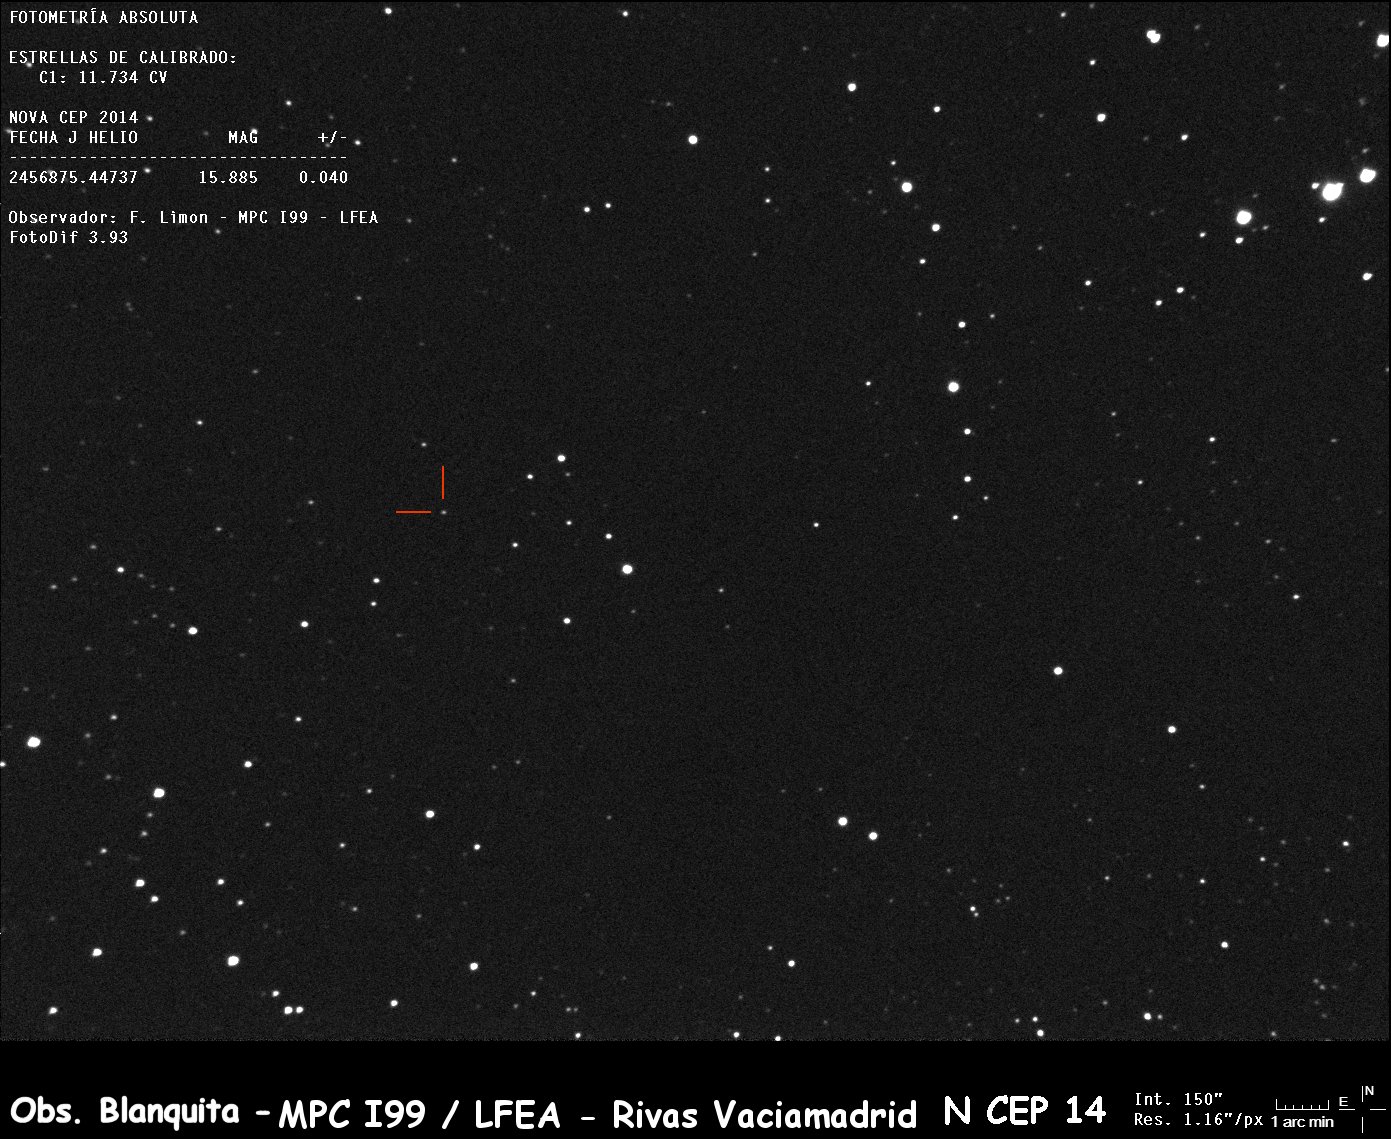 FOTOMETRÍA ABSOLUTA
ESTRELLAS DE CALIBRADO:
C1: 11.734 CV
NOVA CEP 2014
FECHA J HELIO MAG +/-
----------------------------------
2456875.44737 15.885 0.040
Observador: F. Limon - MPC I99 - LFEA
FotoDif 3.93
Obs. Blanquita - MPC I99 / LFEA - Rivas Vaciamadrid N CEP 14
Int. 150"
Res. 1.16"/px
1 arc min
E
N